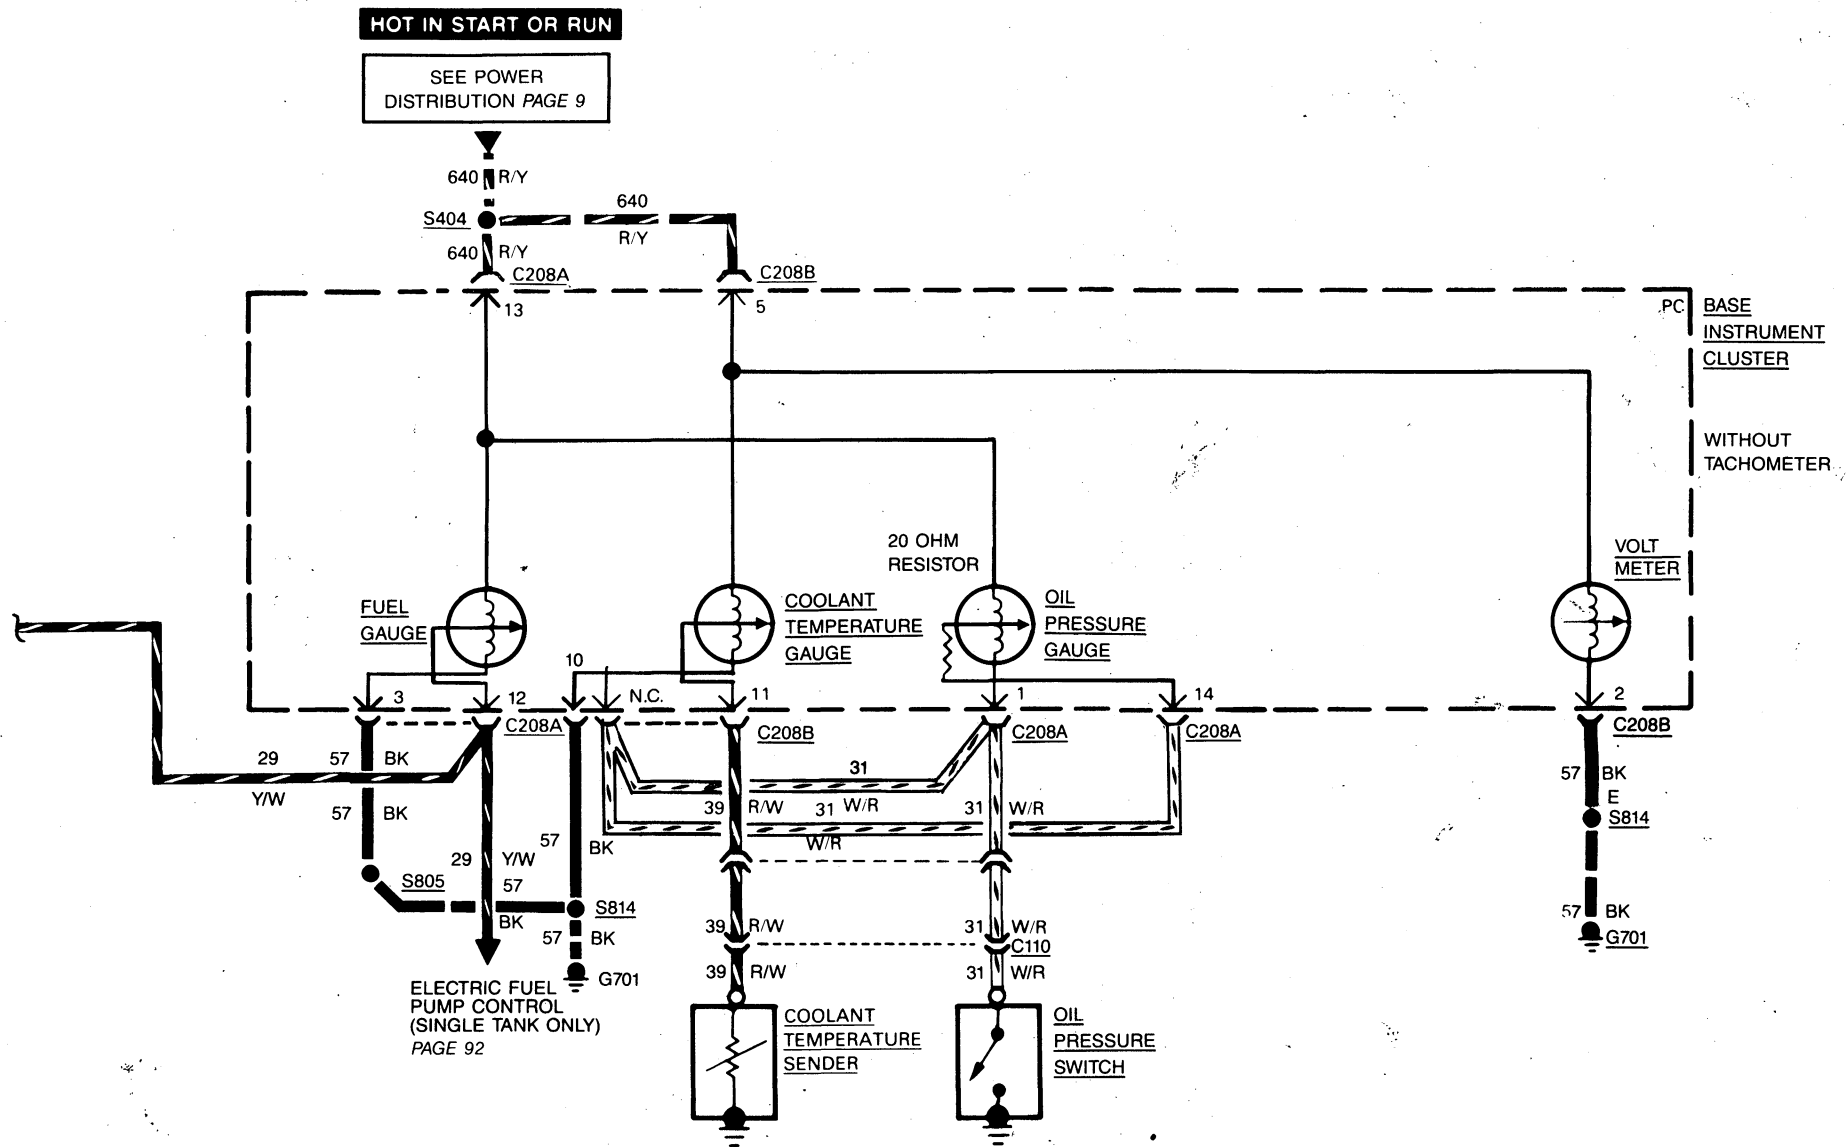 HOT IN START OR RUN
SEE POWER
DISTRIBUTION PAGE 9
640 R/Y
640
S404
R/Y
640 R/Y
C208A
C208B
13
5
PC
BASE
INSTRUMENT
CLUSTER
WITHOUT
TACHOMETER
20 OHM
RESISTOR
VOLT
METER
FUEL
GAUGE
COOLANT
TEMPERATURE
GAUGE
OIL
PRESSURE
GAUGE
10
3
12
N.C.
11
1
14
2
C208A
C208B
C208A
C208A
C208B
29
57 BK
31
57 BK
Y/W
39 R/W
31
W/R
31 W/R
E
57 BK
W/R
S814
57
BK
29 Y/W
S805
57
BK
S814
57 BK
G701
39 R/W
31 W/R
C110
57 BK
G701
39 R/W
31 W/R
ELECTRIC FUEL
PUMP CONTROL
(SINGLE TANK ONLY)
PAGE 92
COOLANT
TEMPERATURE
SENDER
OIL
PRESSURE
SWITCH